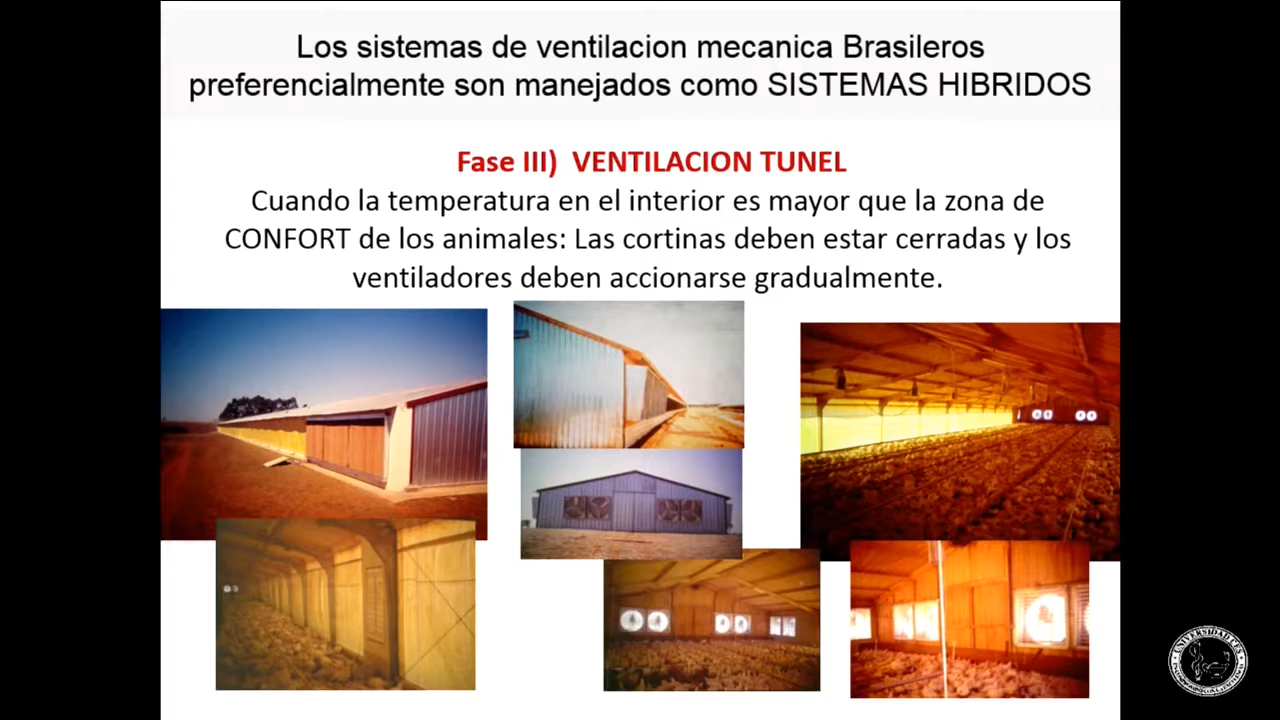 Los sistemas de ventilacion mecanica Brasileros
preferencialmente son manejados como SISTEMAS HIBRIDOS
Fase III) VENTILACION TUNEL
Cuando la temperatura en el interior es mayor que la zona de
CONFORT de los animales: Las cortinas deben estar cerradas y los
ventiladores deben accionarse gradualmente.
UNIVERSIDAD CES